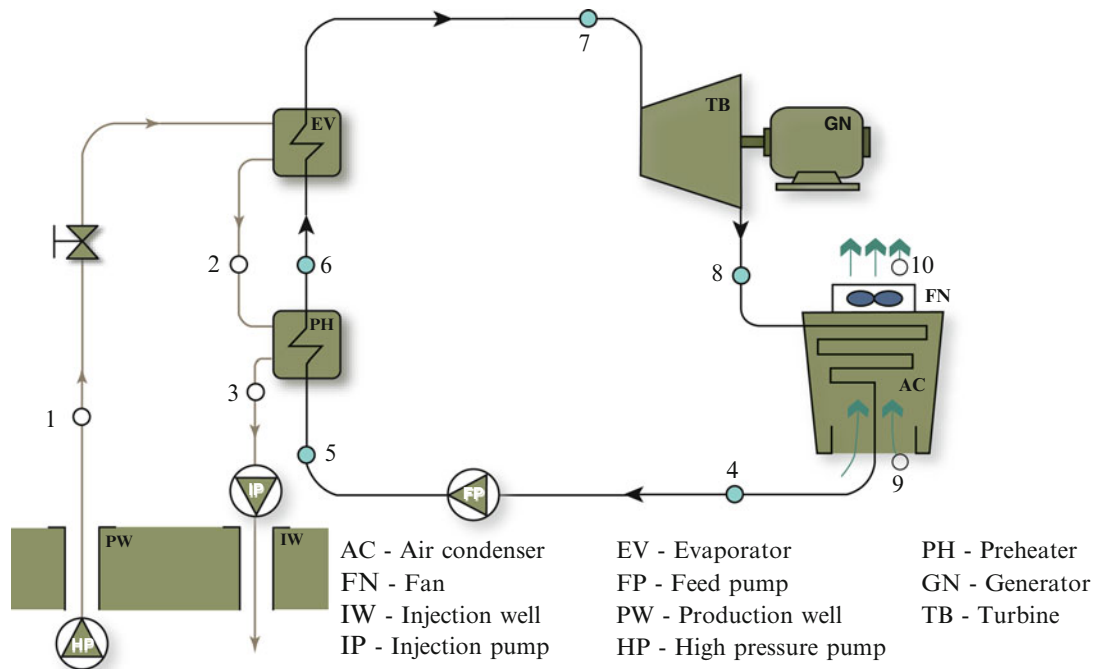 7
TB
GN
EV
2
6
8
10
FN
PH
AC
1
3
5
4
9
FP
IP
PW
IW
HP
AC - Air condenser
FN - Fan
IW - Injection well
IP - Injection pump
EV - Evaporator
FP - Feed pump
PW - Production well
HP - High pressure pump
PH - Preheater
GN - Generator
TB - Turbine